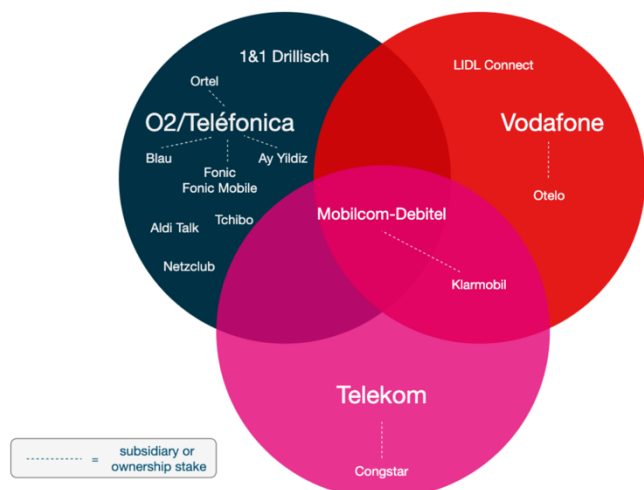 1&1 Drillisch
LIDL Connect
Ortel
O2/Teléfonica
Vodafone
Blau
Ay Yildiz
Fonic
Fonic Mobile
Otelo
Tchibo
Mobilcom-Debitel
Aldi Talk
Netzclub
Klarmobil
Telekom
= subsidiary or
ownership stake
Congstar